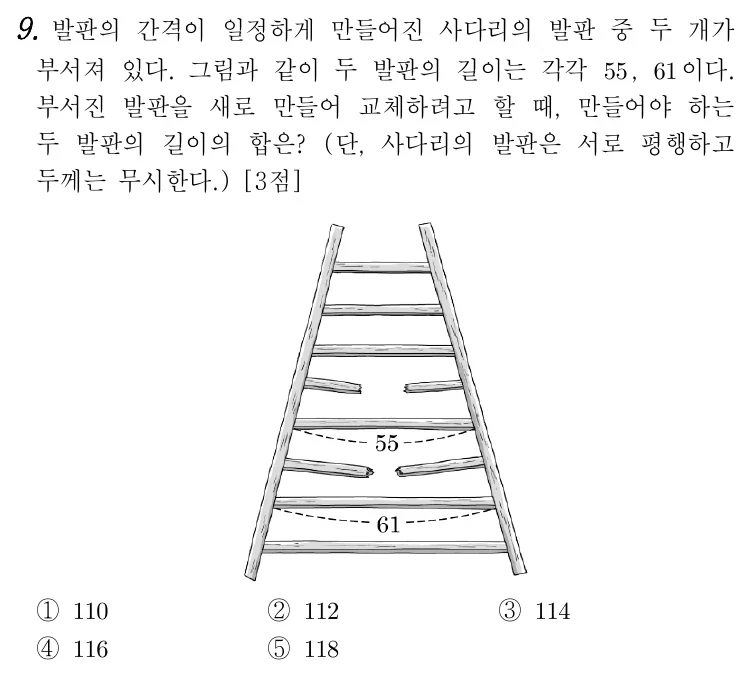 9. 발판의 간격이 일정하게 만들어진 사다리의 발판 중 두 개가
부서져 있다. 그림과 같이 두 발판의 길이는 각각 55, 61이다.
부서진 발판을 새로 만들어 교체하려고 할 때, 만들어야 하는
두 발판의 길이의 합은? (단, 사다리의 발판은 서로 평행하고
두께는 무시한다.) [3점]
55
61
① 110 ② 112 ③ 114
④ 116 ⑤ 118